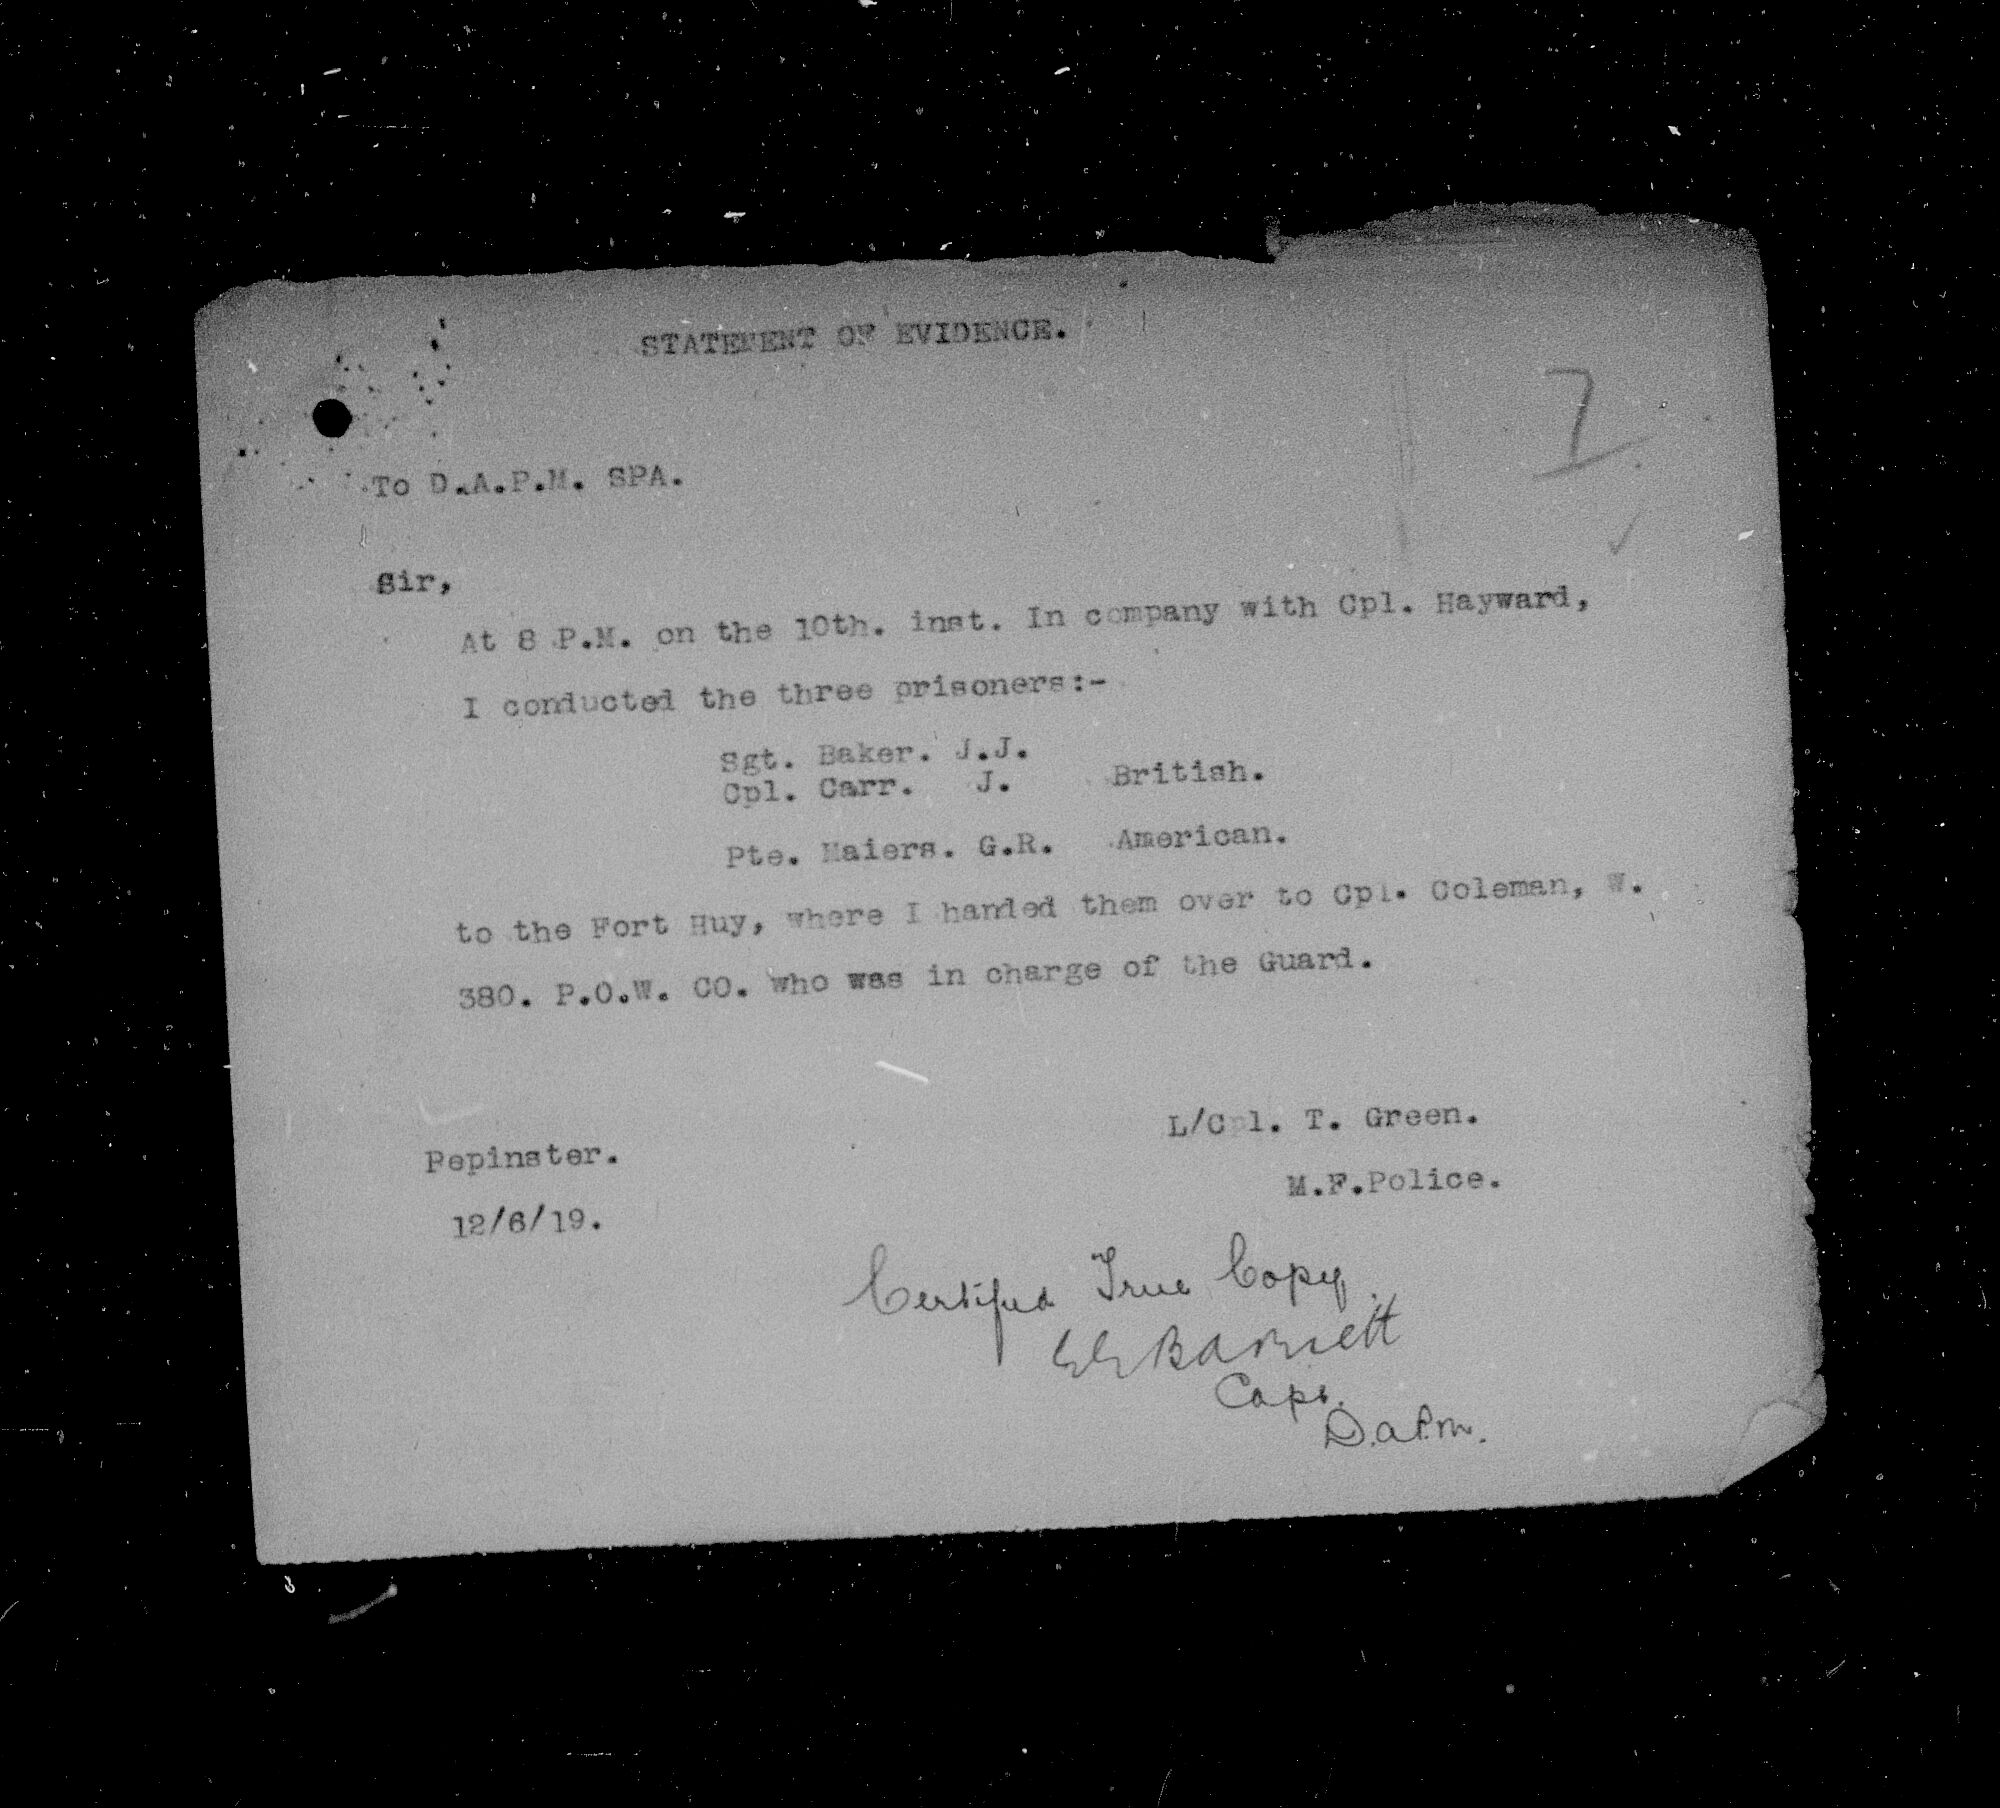 STATEMENT OF EVIDENCE.
To D.A.P.M. SPA.
Sir,
At 8 P.M. on the 10th. inst. In company with Cpl. Hayward,
I conducted the three prisoners:-
Sgt. Baker. J.J.
Cpl. Carr. J. British.
Pte. Maiers. G.R. American.
to the Fort Huy, where I handed them over to Cpl. Coleman, W.
380. P.O.W. CO. who was in charge of the Guard.
L/Cpl. T. Green.
Pepinster.
M.F.Police.
12/6/19.
Certified True Copy.
Capt.
D.a.P.m.